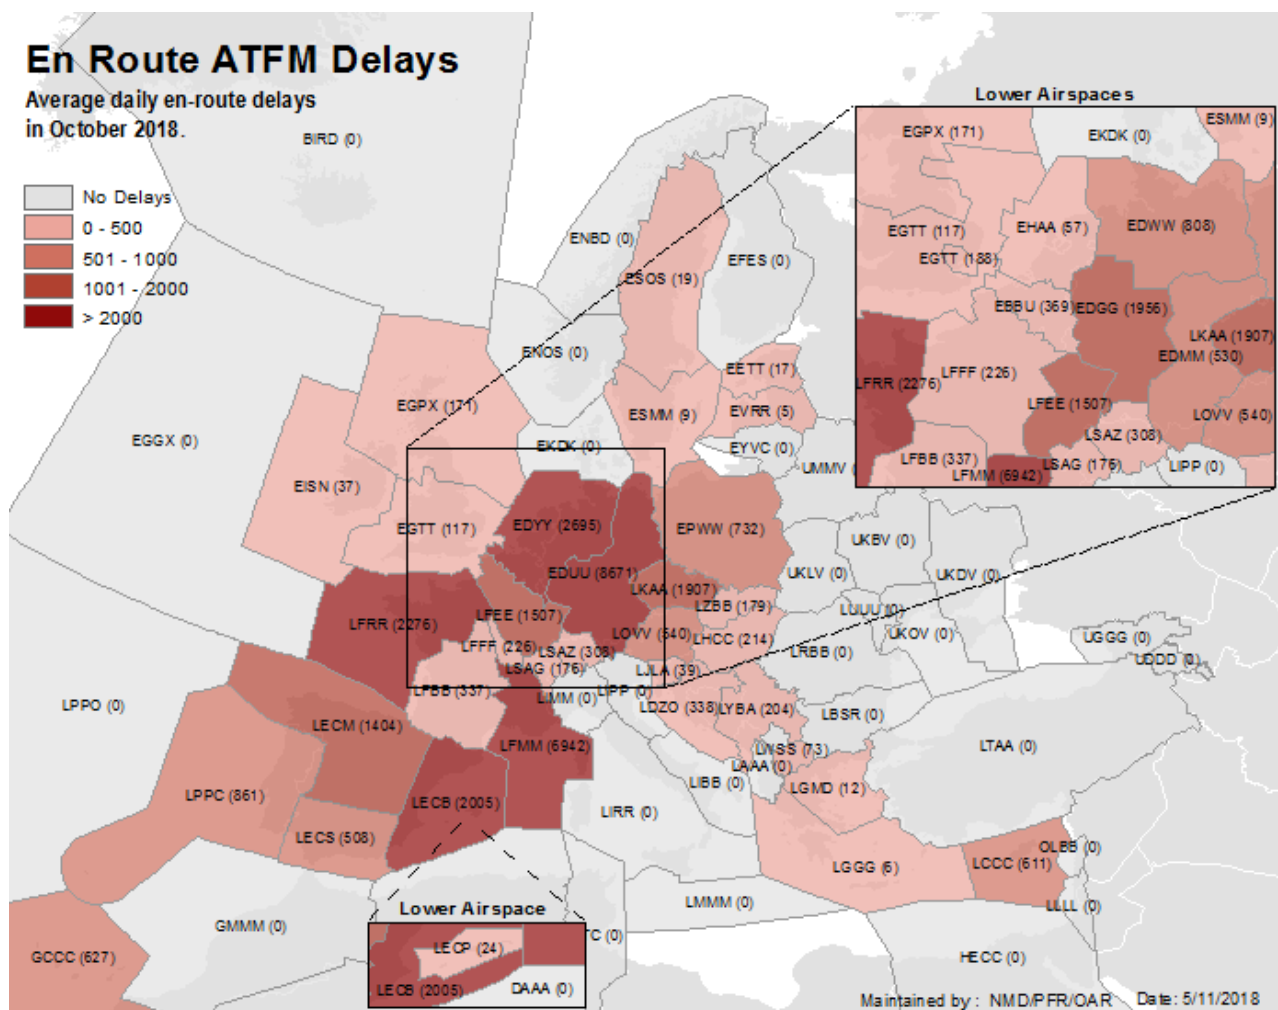 En Route ATFM Delays
Average daily en-route delays
in October 2018.
No Delays
0 - 500
501 - 1000
1001 - 2000
> 2000
BIRD (0)
ENBD (0)
ESOS (19)
EFES (0)
ENOS (0)
EETT (17)
EGPX (171)
ESMM (9)
EVRR (5)
EGGX (0)
EKDK (0)
EYVC (0)
UMMV
EISN (37)
EGTT (117)
EDYY (2695)
EPWW (732)
UKBV (0)
EDUU (8671)
UKLV (0)
UKDV (0)
LKAA (1907)
LZBB (179)
LFRR (2276)
LFEE (1507)
LUUU (0)
LOVV (540)
LHCC (214)
UKOV (0)
UGGG (0)
LFFF (226)
LSAZ (308)
LRBB (0)
UDDD (0)
LSAG (176)
LJLA (39)
LFBB (337)
LIMM (0)
LIPP (0)
LPPO (0)
LDZO (338)
LYBA (204)
LBSR (0)
LECM (1404)
LFMM (6942)
LWSS (73)
LTAA (0)
LAAA (0)
LPPC (861)
LECB (2005)
LIBB (0)
LGMD (12)
LIRR (0)
LECS (508)
OLBB (0)
LGGG (6)
LCCC (611)
LMMM (0)
LLLL (0)
GMMM (0)
TC (0)
GCCC (627)
HECC (0)
Lower Airspace
LECP (24)
LECB (2005)
DAAA (0)
Lower Airspaces
EGPX (171)
EKDK (0)
ESMM (9)
EGTT (117)
EHAA (57)
EDWW (808)
EGTT (188)
EBBU (369)
EDGG (1956)
LKAA (1907)
EDMM (530)
LFRR (2276)
LFFF (226)
LFEE (1507)
LOVV (540)
LSAZ (308)
LFBB (337)
LSAG (176)
LIPP (0)
LFMM (6942)
Maintained by : NMD/PFR/OAR Date: 5/11/2018